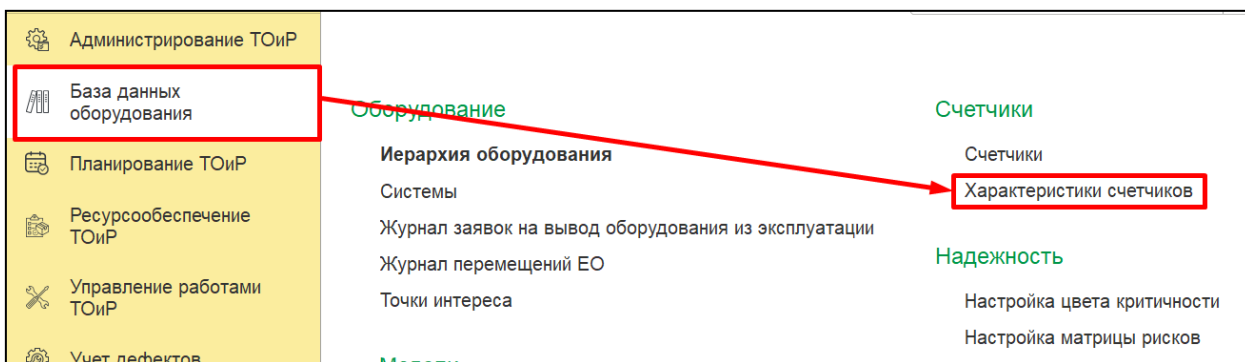 Администрирование ТОиР
База данных
оборудования
Планирование ТОиР
Ресурсообеспечение
ТОиР
Управление работами
ТОиР
Учет дефектов
Оборудование
Иерархия оборудования
Системы
Журнал заявок на вывод оборудования из эксплуатации
Журнал перемещений ЕО
Точки интереса
Счетчики
Счетчики
Характеристики счетчиков
Надежность
Настройка цвета критичности
Настройка матрицы рисков